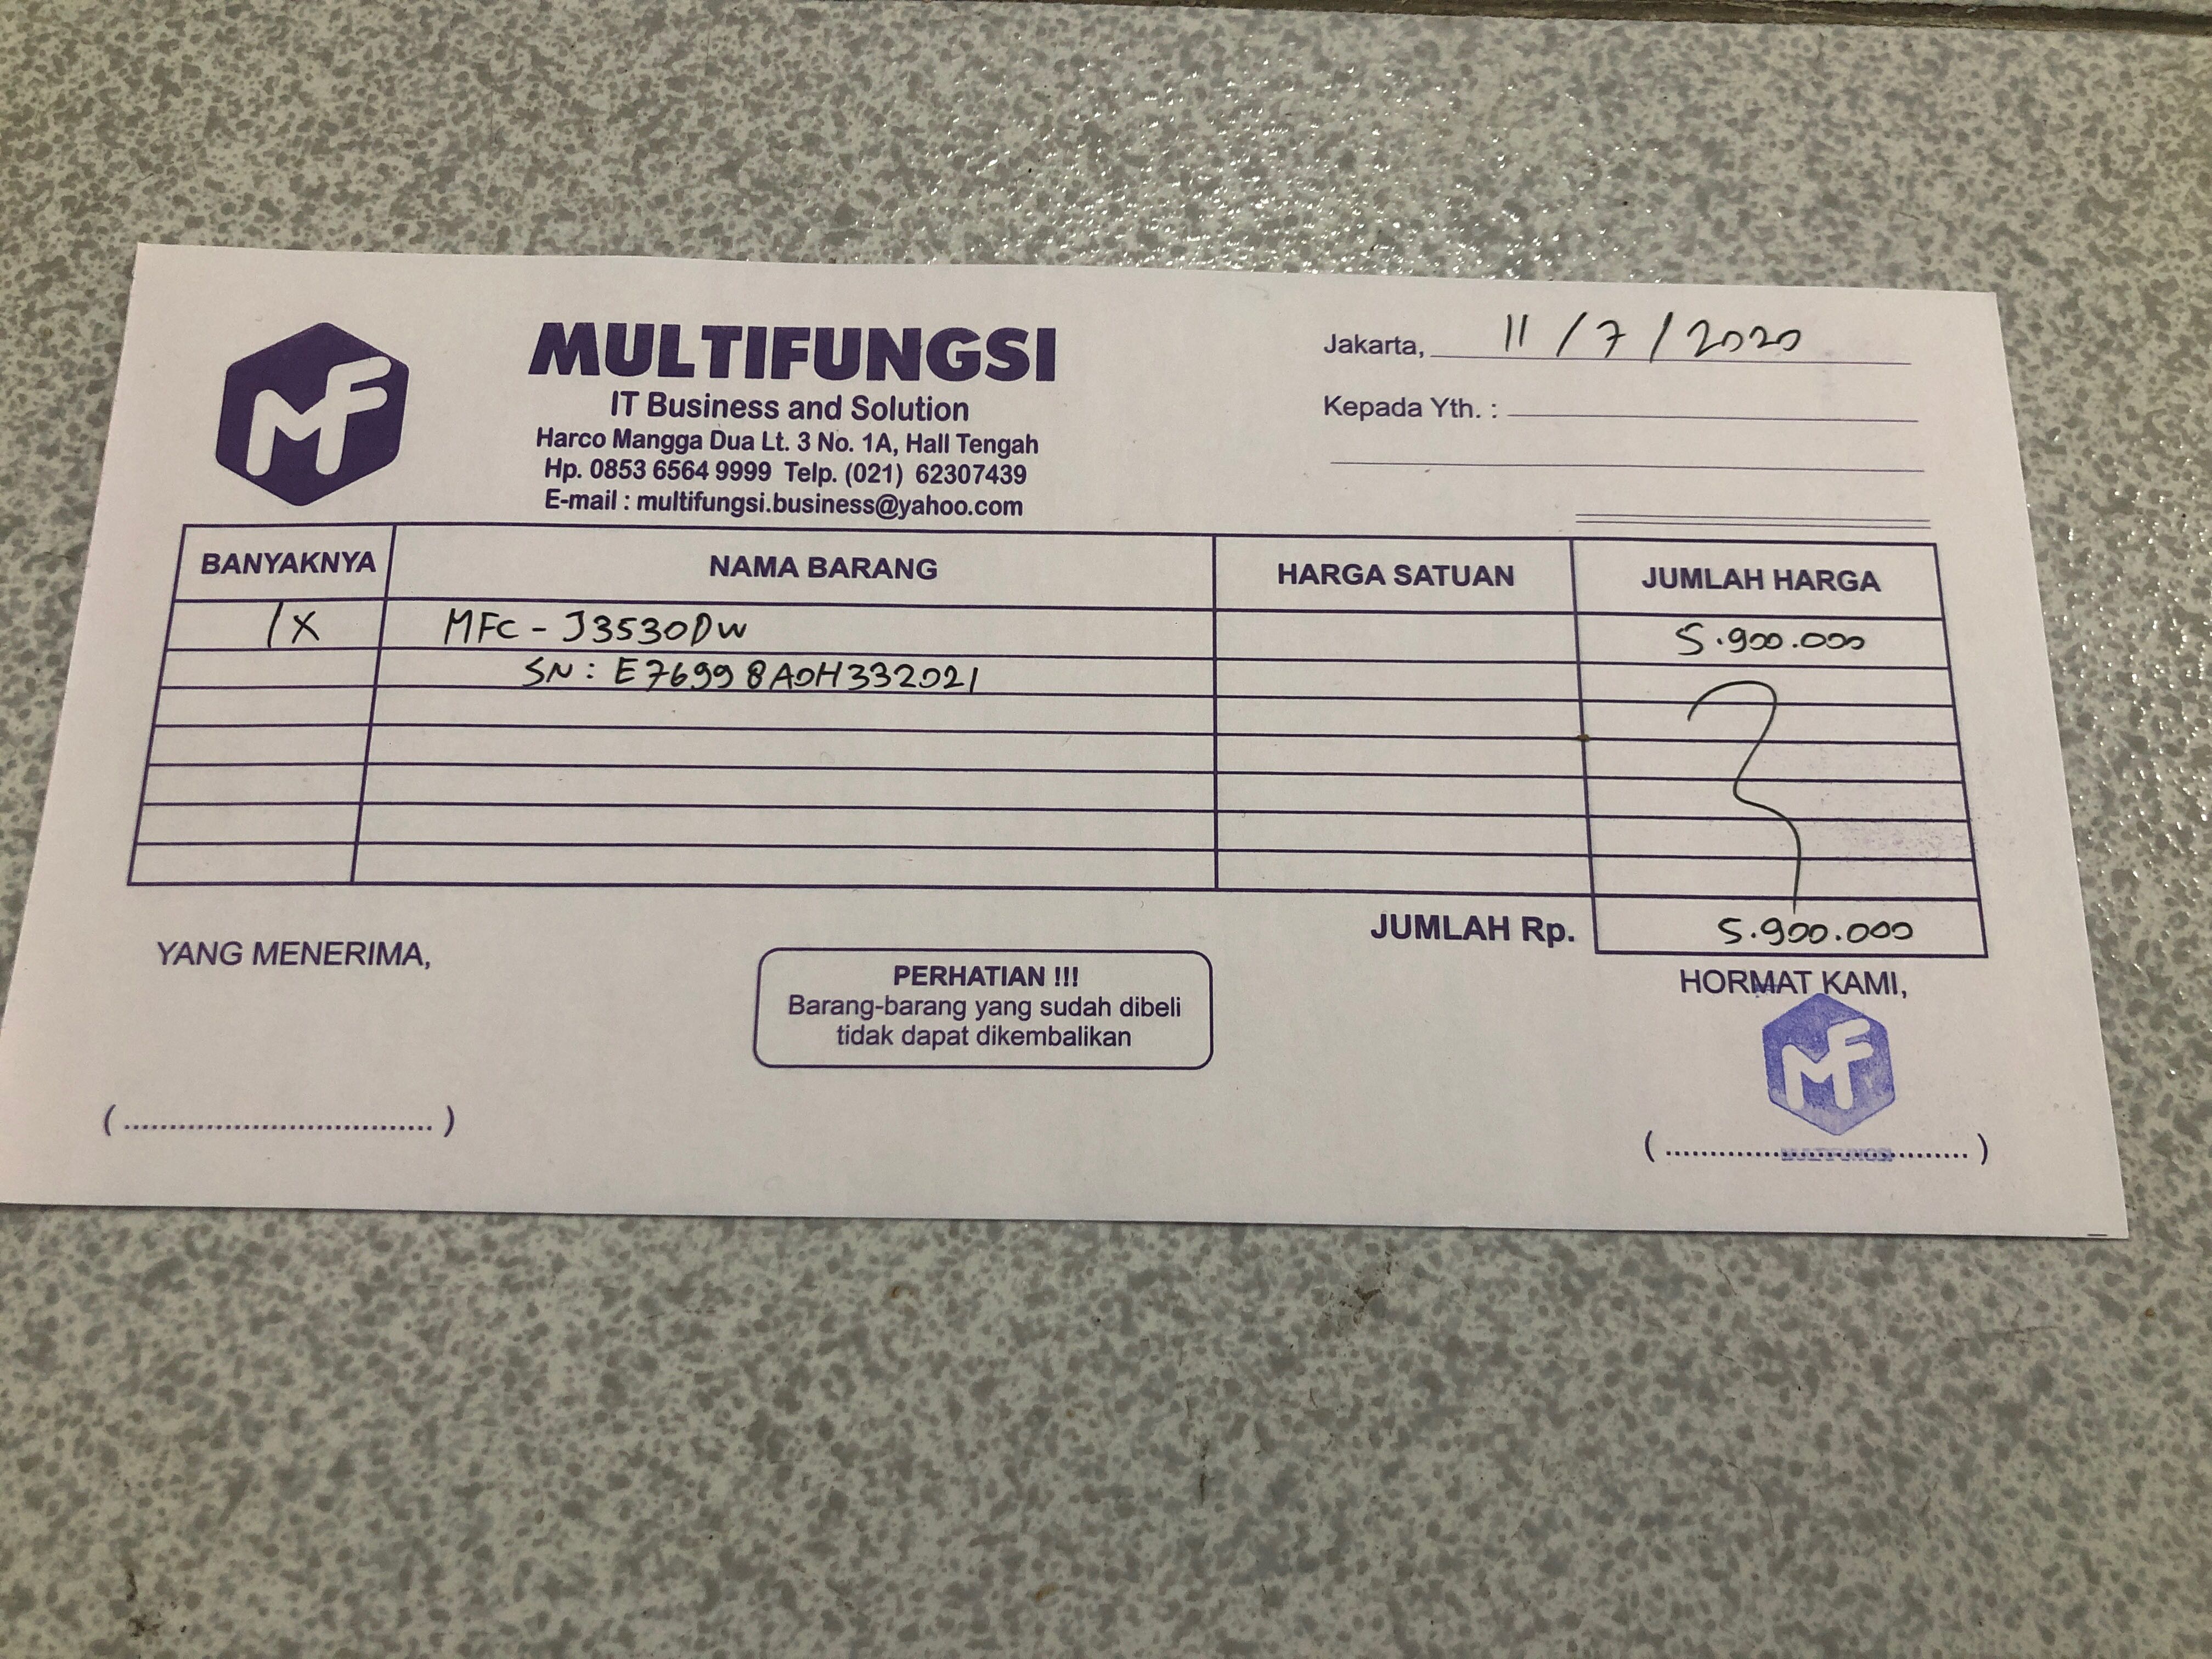 MF
MULTIFUNGSI
IT Business and Solution
Harco Mangga Dua Lt. 3 No. 1A, Hall Tengah
Hp. 0853 6564 9999 Telp. (021) 62307439
E-mail : multifungsi.business@yahoo.com
Jakarta, 11/7/2020
Kepada Yth. :
BANYAKNYA NAMA BARANG HARGA SATUAN JUMLAH HARGA
1X MFC-J3530DW 5.900.000
SN: E76998A0H332021
JUMLAH Rp. 5.900.000
YANG MENERIMA,
PERHATIAN !!!
Barang-barang yang sudah dibeli
tidak dapat dikembalikan
HORMAT KAMI,
MF
(..................................)
(..................................)
MULTIFUNGSI